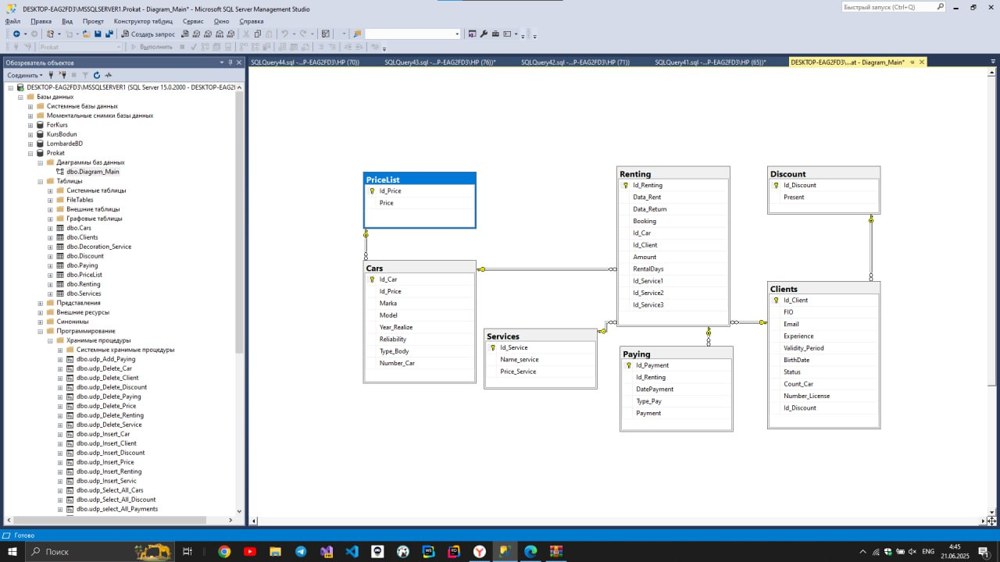 DESKTOP-EAG2FD3\MSSQLSERVER1.Prokat - Diagram_Main* - Microsoft SQL Server Management Studio
Быстрый запуск (Ctrl+Q)
Файл Правка Вид Проект Конструктор таблиц Сервис Окно Справка
Создать запрос
Prokat Выполнить
Обозреватель объектов
SQLQuery44.sql -...P-EAG2FD3\HP (70)) SQLQuery43.sql -...P-EAG2FD3\HP (76))* SQLQuery42.sql -...P-EAG2FD3\HP (71)) SQLQuery41.sql -...P-EAG2FD3\HP (65))* DESKTOP-EAG2FD3\...at - Diagram_Main*
Соединить
DESKTOP-EAG2FD3\MSSQLSERVER1 (SQL Server 15.0.2000 - DESKTOP-EAG2
Базы данных
Системные базы данных
Моментальные снимки базы данных
ForKurs
KursBodun
LombardeBD
Prokat
Диаграммы баз данных
dbo.Diagram_Main
Таблицы
Системные таблицы
FileTables
Внешние таблицы
Графовые таблицы
dbo.Cars
dbo.Clients
dbo.Decoration_Service
dbo.Discount
dbo.Paying
dbo.PriceList
dbo.Renting
dbo.Services
Представления
Внешние ресурсы
Синонимы
Программирование
Хранимые процедуры
Системные хранимые процедуры
dbo.udp_Add_Paying
dbo.udp_Delete_Car
dbo.udp_Delete_Client
dbo.udp_Delete_Discount
dbo.udp_Delete_Paying
dbo.udp_Delete_Price
dbo.udp_Delete_Renting
dbo.udp_Delete_Service
dbo.udp_Insert_Car
dbo.udp_Insert_Client
dbo.udp_Insert_Discount
dbo.udp_Insert_Price
dbo.udp_Insert_Renting
dbo.udp_Insert_Servic
dbo.udp_Select_All_Cars
dbo.udp_Select_All_Discount
dbo.udp_select_All_Payments
PriceList
Id_Price
Price
Cars
Id_Car
Id_Price
Marka
Model
Year_Realize
Reliability
Type_Body
Number_Car
Services
Id_Service
Name_service
Price_Service
Renting
Id_Renting
Data_Rent
Data_Return
Booking
Id_Car
Id_Client
Amount
RentalDays
Id_Service1
Id_Service2
Id_Service3
Paying
Id_Payment
Id_Renting
DatePayment
Type_Pay
Payment
Discount
Id_Discount
Present
Clients
Id_Client
FIO
Email
Experience
Validity_Period
BirthDate
Status
Count_Car
Number_License
Id_Discount
Готово
Поиск
ENG
4:45
21.06.2025